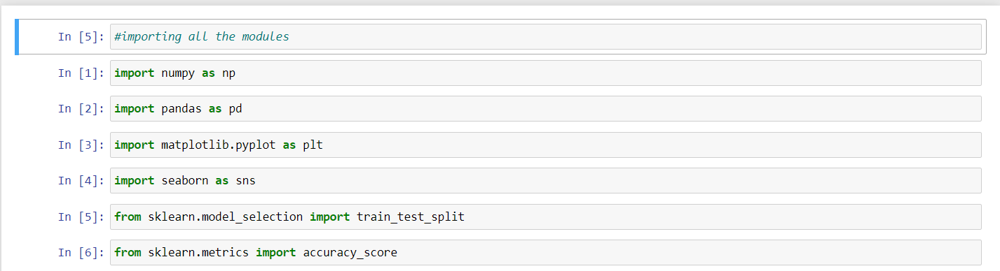 In [5]: #importing all the modules
In [1]: import numpy as np
In [2]: import pandas as pd
In [3]: import matplotlib.pyplot as plt
In [4]: import seaborn as sns
In [5]: from sklearn.model_selection import train_test_split
In [6]: from sklearn.metrics import accuracy_score